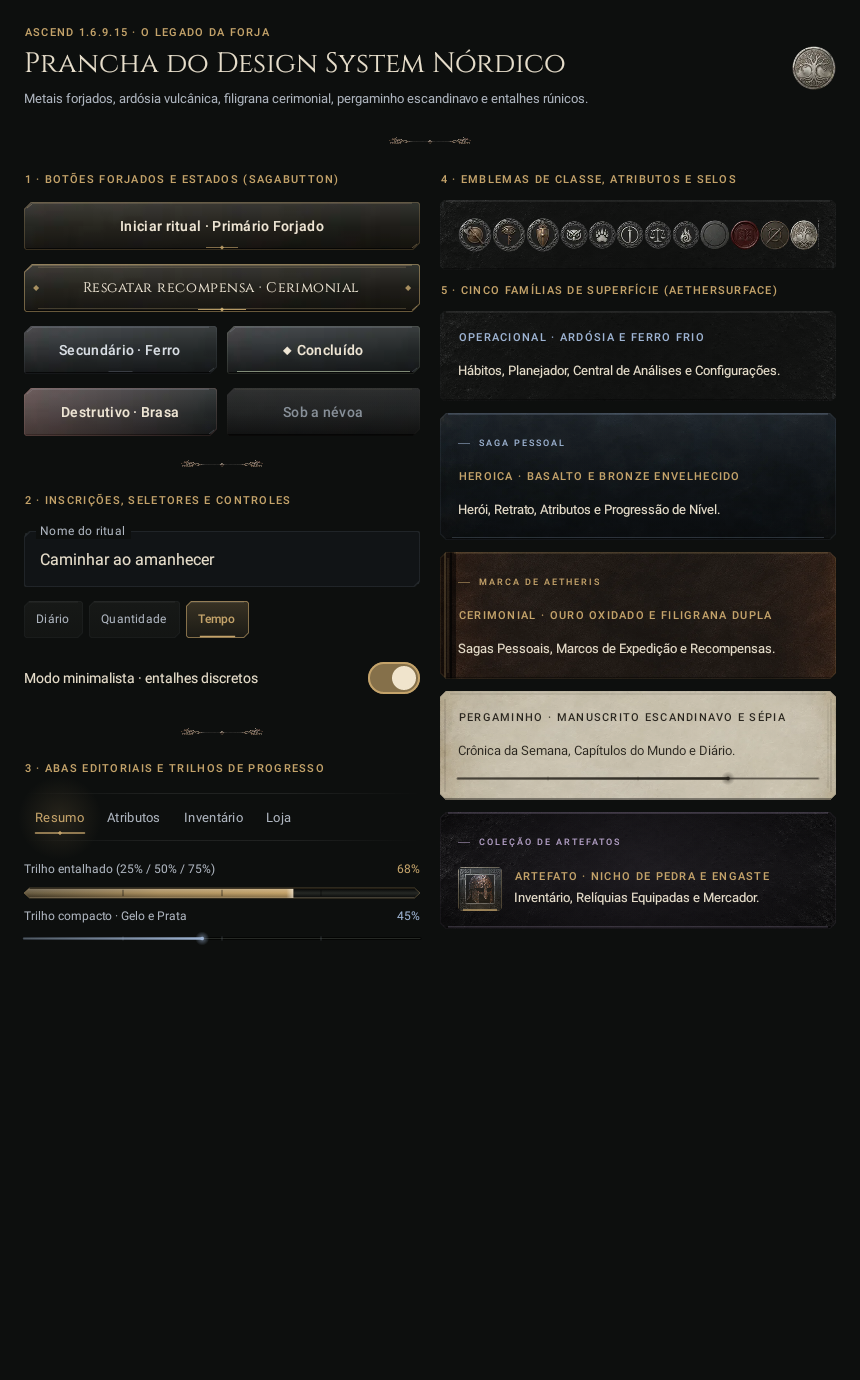 ASCEND 1.6.9.15 · O LEGADO DA FORJA
Prancha do Design System Nórdico
Metais forjados, ardósia vulcânica, filigrana cerimonial, pergaminho escandinavo e entalhes rúnicos.
1 · BOTÕES FORJADOS E ESTADOS (SAGABUTTON)
Iniciar ritual · Primário Forjado
Resgatar recompensa · Cerimonial
Secundário · Ferro
◆ Concluído
Destrutivo · Brasa
Sob a névoa
2 · INSCRIÇÕES, SELETORES E CONTROLES
Nome do ritual
Caminhar ao amanhecer
Diário
Quantidade
Tempo
Modo minimalista · entalhes discretos
3 · ABAS EDITORIAIS E TRILHOS DE PROGRESSO
Resumo
Atributos
Inventário
Loja
Trilho entalhado (25% / 50% / 75%)
68%
Trilho compacto · Gelo e Prata
45%
4 · EMBLEMAS DE CLASSE, ATRIBUTOS E SELOS
5 · CINCO FAMÍLIAS DE SUPERFÍCIE (AETHERSURFACE)
OPERACIONAL · ARDÓSIA E FERRO FRIO
Hábitos, Planejador, Central de Análises e Configurações.
SAGA PESSOAL
HEROICA · BASALTO E BRONZE ENVELHECIDO
Herói, Retrato, Atributos e Progressão de Nível.
MARCA DE AETHERIS
CERIMONIAL · OURO OXIDADO E FILIGRANA DUPLA
Sagas Pessoais, Marcos de Expedição e Recompensas.
PERGAMINHO · MANUSCRITO ESCANDINAVO E SÉPIA
Crônica da Semana, Capítulos do Mundo e Diário.
COLEÇÃO DE ARTEFATOS
ARTEFATO · NICHO DE PEDRA E ENGASTE
Inventário, Relíquias Equipadas e Mercador.